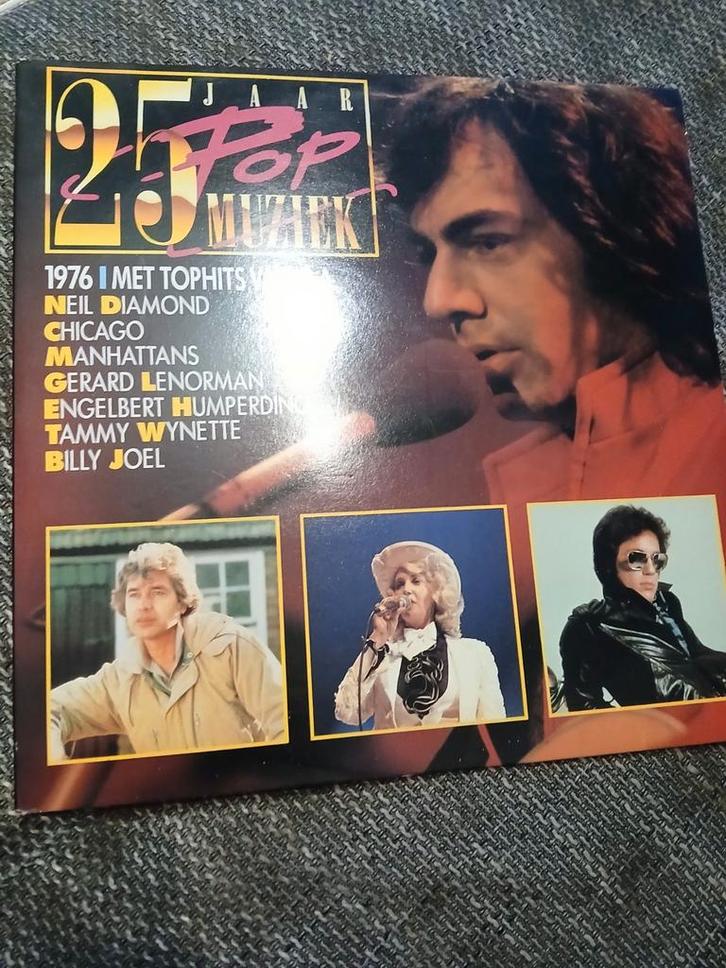 25 JAAR
Pop
MUZIEK
1976 I MET TOPHITS
NEIL DIAMOND
CHICAGO
MANHATTANS
GERARD LENORMAN
ENGELBERT
TAMMY WYNETTE
BILLY JOEL